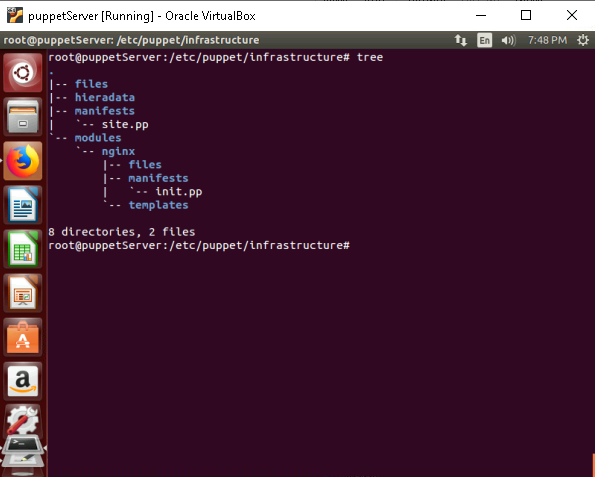 puppetServer [Running] - Oracle VirtualBox
root@puppetServer: /etc/puppet/infrastructure
En
7:48 PM
root@puppetServer:/etc/puppet/infrastructure# tree
.
|-- files
|-- hieradata
|-- manifests
|   `-- site.pp
`-- modules
    `-- nginx
        |-- files
        |-- manifests
        |   `-- init.pp
        `-- templates
8 directories, 2 files
root@puppetServer:/etc/puppet/infrastructure#